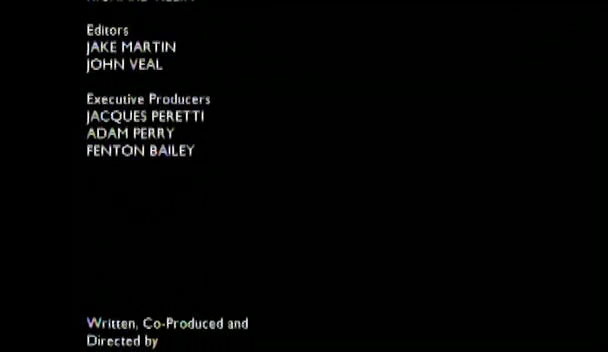 Editors
JAKE MARTIN
JOHN VEAL
Executive Producers
JACQUES PERETTI
ADAM PERRY
FENTON BAILEY
Written, Co-Produced and
Directed by